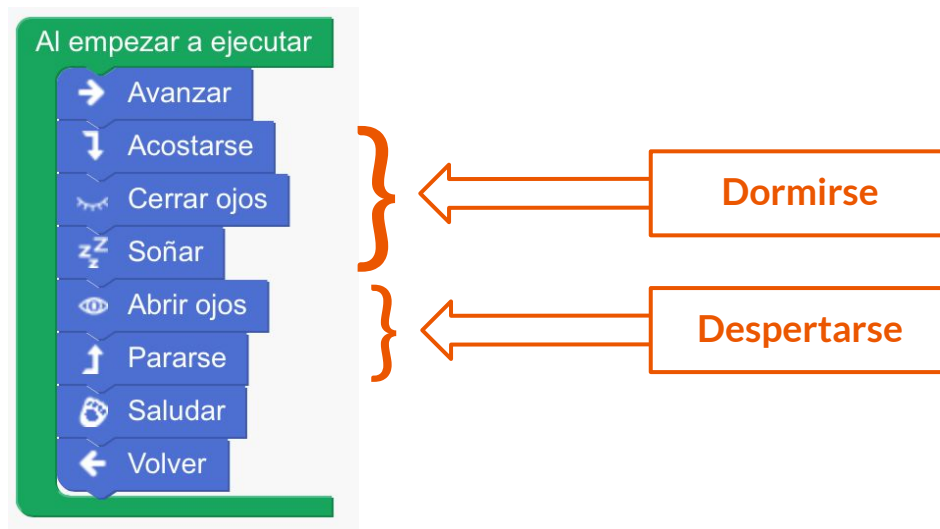 Al empezar a ejecutar
Avanzar
Acostarse
Cerrar ojos
Soñar
Abrir ojos
Pararse
Saludar
Volver
Dormirse
Despertarse